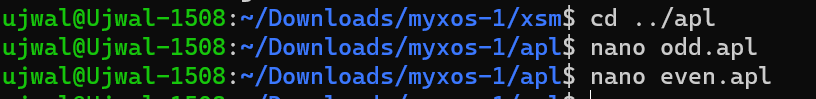 ujwal@Ujwal-1508:~/Downloads/myxos-1/xsm$ cd ../apl
ujwal@Ujwal-1508:~/Downloads/myxos-1/apl$ nano odd.apl
ujwal@Ujwal-1508:~/Downloads/myxos-1/apl$ nano even.apl